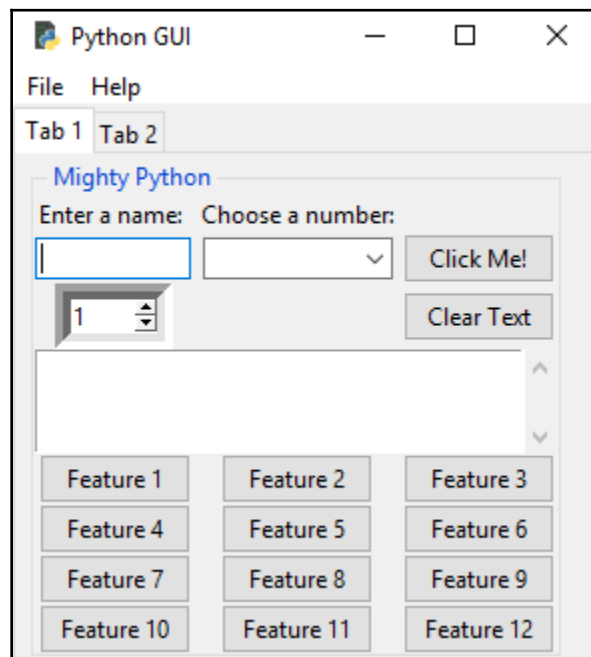 Python GUI
File Help
Tab 1 Tab 2
Mighty Python
Enter a name: Choose a number:
Click Me!
1 Clear Text
Feature 1 Feature 2 Feature 3
Feature 4 Feature 5 Feature 6
Feature 7 Feature 8 Feature 9
Feature 10 Feature 11 Feature 12